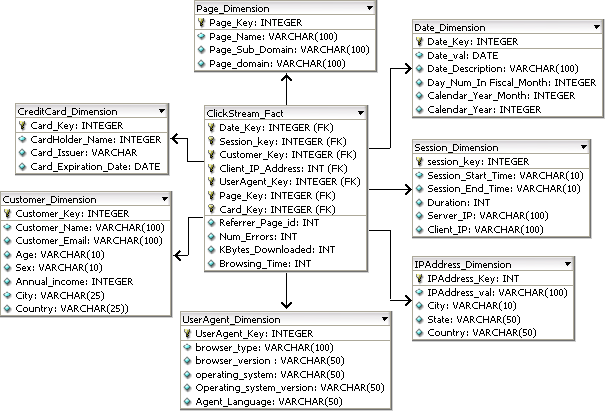 Page_Dimension
Page_Key: INTEGER
Page_Name: VARCHAR(100)
Page_Sub_Domain: VARCHAR(100)
Page_domain: VARCHAR(100)
Date_Dimension
Date_Key: INTEGER
Date_val: DATE
Date_Description: VARCHAR(100)
Day_Num_In Fiscal_Month: INTEGER
Calendar_Year_Month: INTEGER
Calendar_Year: INTEGER
CreditCard_Dimension
Card_Key: INTEGER
CardHolder_Name: INTEGER
Card_Issuer: VARCHAR
Card_Expiration_Date: DATE
ClickStream_Fact
Date_Key: INTEGER (FK)
Session_key: INTEGER (FK)
Customer_Key: INTEGER (FK)
Client_IP_Address: INT (FK)
UserAgent_Key: INTEGER (FK)
Page_Key: INTEGER (FK)
Card_Key: INTEGER (FK)
Referrer_Page_id: INT
Num_Errors: INT
KBytes_Downloaded: INT
Browsing_Time: INT
Session_Dimension
session_key: INTEGER
Session_Start_Time: VARCHAR(10)
Session_End_Time: VARCHAR(10)
Duration: INT
Server_IP: VARCHAR(100)
Client_IP: VARCHAR(100)
Customer_Dimension
Customer_Key: INTEGER
Customer_Name: VARCHAR(100)
Customer_Email: VARCHAR(100)
Age: VARCHAR(10)
Sex: VARCHAR(10)
Annual_income: INTEGER
City: VARCHAR(25)
Country: VARCHAR(25))
IPAddress_Dimension
IPAddress_Key: INT
IPAddress_val: VARCHAR(100)
City: VARCHAR(10)
State: VARCHAR(50)
Country: VARCHAR(50)
UserAgent_Dimension
UserAgent_Key: INTEGER
browser_type: VARCHAR(100)
browser_version : VARCHAR(50)
operating_system: VARCHAR(50)
Operating_system_version: VARCHAR(50)
Agent_Language: VARCHAR(50)